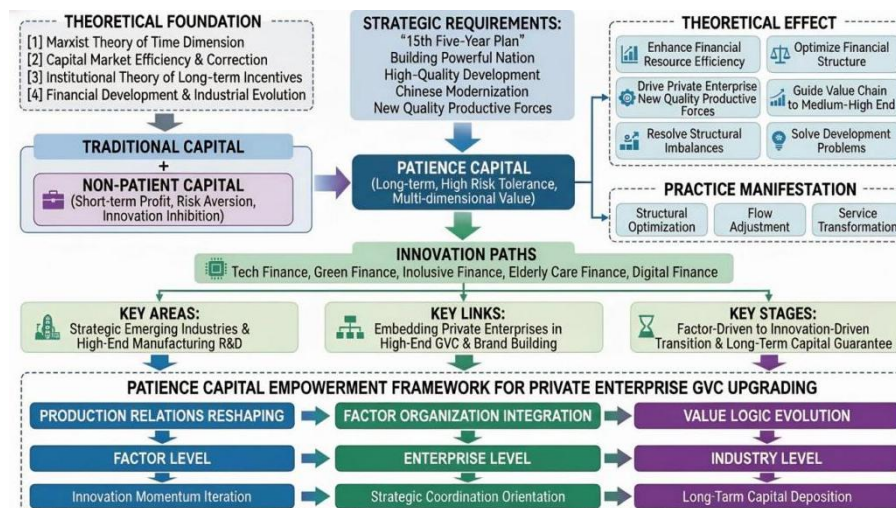 THEORETICAL FOUNDATION
[1] Marxist Theory of Time Dimension
[2] Capital Market Efficiency & Correction
[3] Institutional Theory of Long-term Incentives
[4] Financial Development & Industrial Evolution
TRADITIONAL CAPITAL
+
NON-PATIENT CAPITAL
(Short-term Profit, Risk Aversion,
Innovation Inhibition)
STRATEGIC REQUIREMENTS:
"15th Five-Year Plan"
Building Powerful Nation
High-Quality Development
Chinese Modernization
New Quality Productive Forces
PATIENCE CAPITAL
(Long-term, High Risk Tolerance,
Multi-dimensional Value)
THEORETICAL EFFECT
Enhance Financial
Resource Efficiency
Optimize Financial
Structure
Drive Private Enterprise
New Quality Productive
Forces
Guide Value Chain
to Medium-High End
Resolve Structural
Imbalances
Solve Development
Problems
PRACTICE MANIFESTATION
Structural
Optimization
Flow
Adjustment
Service
Transformation
INNOVATION PATHS
Tech Finance, Green Finance, Inclusive Finance, Elderly Care Finance, Digital Finance
KEY AREAS:
Strategic Emerging Industries &
High-End Manufacturing R&D
KEY LINKS:
Embedding Private Enterprises in
High-End GVC & Brand Building
KEY STAGES:
Factor-Driven to Innovation-Driven
Transition & Long-Term Capital Guarantee
PATIENCE CAPITAL EMPOWERMENT FRAMEWORK FOR PRIVATE ENTERPRISE GVC UPGRADING
PRODUCTION RELATIONS RESHAPING
FACTOR ORGANIZATION INTEGRATION
VALUE LOGIC EVOLUTION
FACTOR LEVEL
ENTERPRISE LEVEL
INDUSTRY LEVEL
Innovation Momentum Iteration
Strategic Coordination Orientation
Long-Tarm Capital Deposition